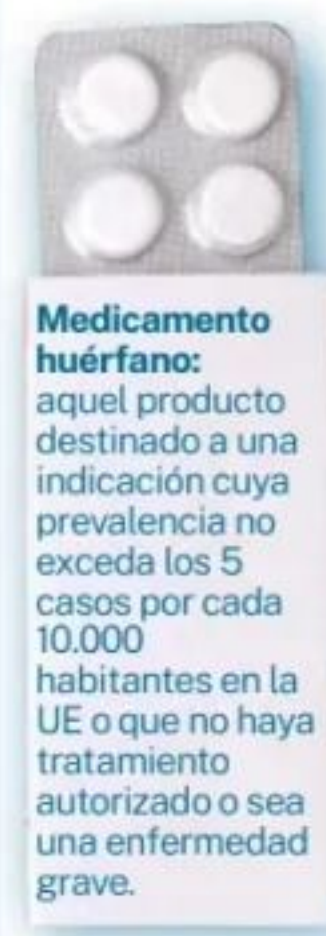 Medicamento
huérfano:
aquel producto
destinado a una
indicación cuya
prevalencia no
exceda los 5
casos por cada
10.000
habitantes en la
UE o que no haya
tratamiento
autorizado o sea
una enfermedad
grave.